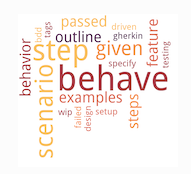 passed
driven
tags
bdd
outline
gherkin
step
given
feature
behavior
specify
testing
behave
scenario
examples
steps
wip
failed
design
setup